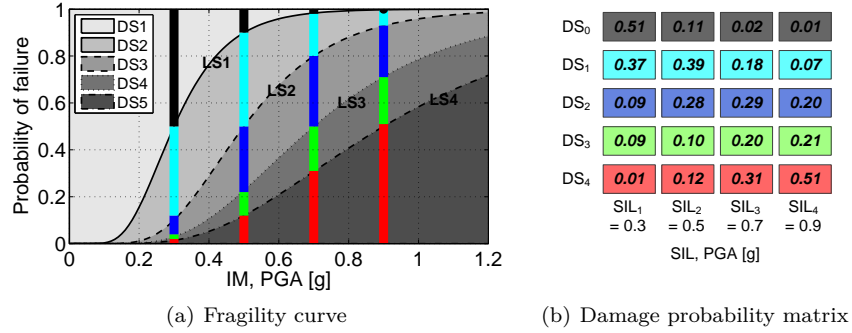 DS1
DS2
DS3
DS4
DS5
LS1
LS2
LS3
LS4
Probability of failure
1
0.8
0.6
0.4
0.2
0
0 0.2 0.4 0.6 0.8 1 1.2
IM, PGA [g]
(a) Fragility curve
DS0 0.51 0.11 0.02 0.01
DS1 0.37 0.39 0.18 0.07
DS2 0.09 0.28 0.29 0.20
DS3 0.09 0.10 0.20 0.21
DS4 0.01 0.12 0.31 0.51
SIL1 SIL2 SIL3 SIL4
= 0.3 = 0.5 = 0.7 = 0.9
SIL, PGA [g]
(b) Damage probability matrix